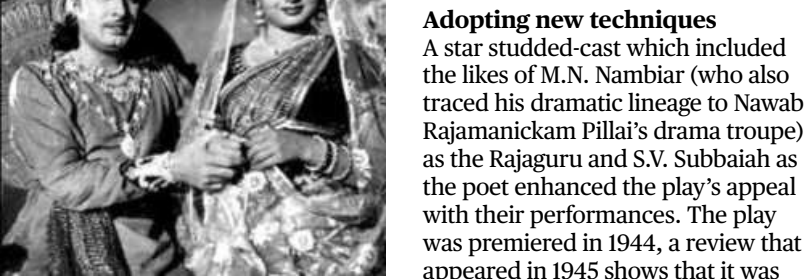 Adopting new techniques
A star studded-cast which included
the likes of M.N. Nambiar (who also
traced his dramatic lineage to Nawab
Rajamanickam Pillai's drama troupe)
as the Rajaguru and S.V. Subbaiah as
the poet enhanced the play's appeal
with their performances. The play
was premiered in 1944, a review that
appeared in 1945 shows that it was